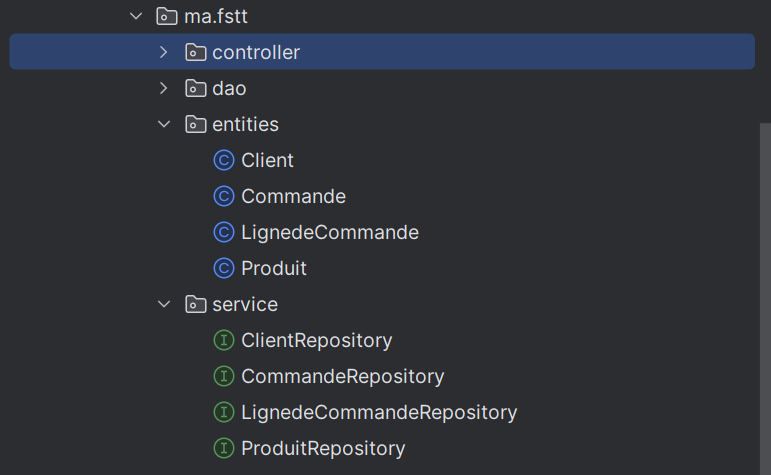 ma.fstt
controller
dao
entities
C Client
C Commande
C LignedeCommande
C Produit
service
I ClientRepository
I CommandeRepository
I LignedeCommandeRepository
I ProduitRepository